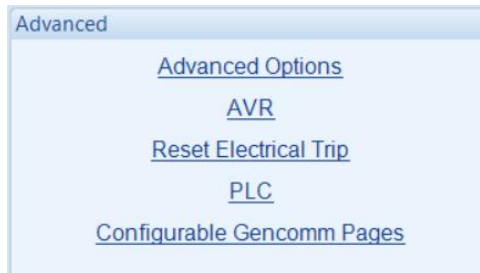 Advanced
Advanced Options
AVR
Reset Electrical Trip
PLC
Configurable Gencomm Pages